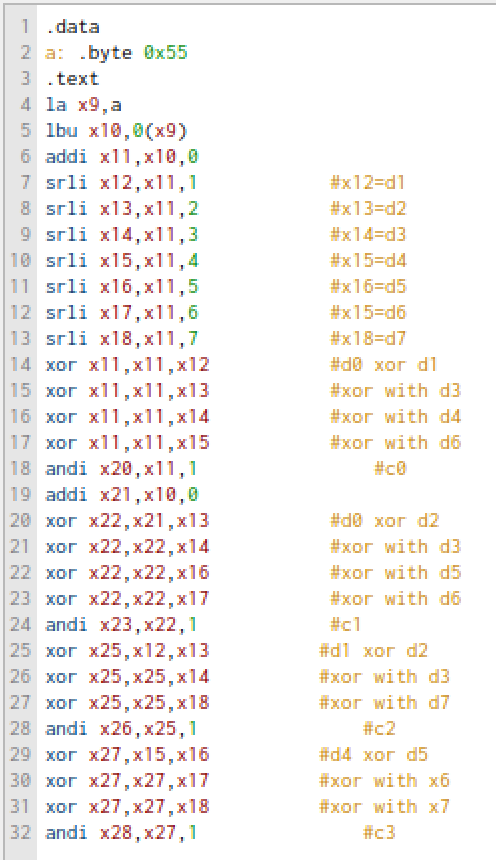 1 .data
2 a: .byte 0x55
3 .text
4 la x9,a
5 lbu x10,0(x9)
6 addi x11,x10,0
7 srli x12,x11,1 #x12=d1
8 srli x13,x11,2 #x13=d2
9 srli x14,x11,3 #x14=d3
10 srli x15,x11,4 #x15=d4
11 srli x16,x11,5 #x16=d5
12 srli x17,x11,6 #x15=d6
13 srli x18,x11,7 #x18=d7
14 xor x11,x11,x12 #d0 xor d1
15 xor x11,x11,x13 #xor with d3
16 xor x11,x11,x14 #xor with d4
17 xor x11,x11,x15 #xor with d6
18 andi x20,x11,1 #c0
19 addi x21,x10,0
20 xor x22,x21,x13 #d0 xor d2
21 xor x22,x22,x14 #xor with d3
22 xor x22,x22,x16 #xor with d5
23 xor x22,x22,x17 #xor with d6
24 andi x23,x22,1 #c1
25 xor x25,x12,x13 #d1 xor d2
26 xor x25,x25,x14 #xor with d3
27 xor x25,x25,x18 #xor with d7
28 andi x26,x25,1 #c2
29 xor x27,x15,x16 #d4 xor d5
30 xor x27,x27,x17 #xor with x6
31 xor x27,x27,x18 #xor with x7
32 andi x28,x27,1 #c3